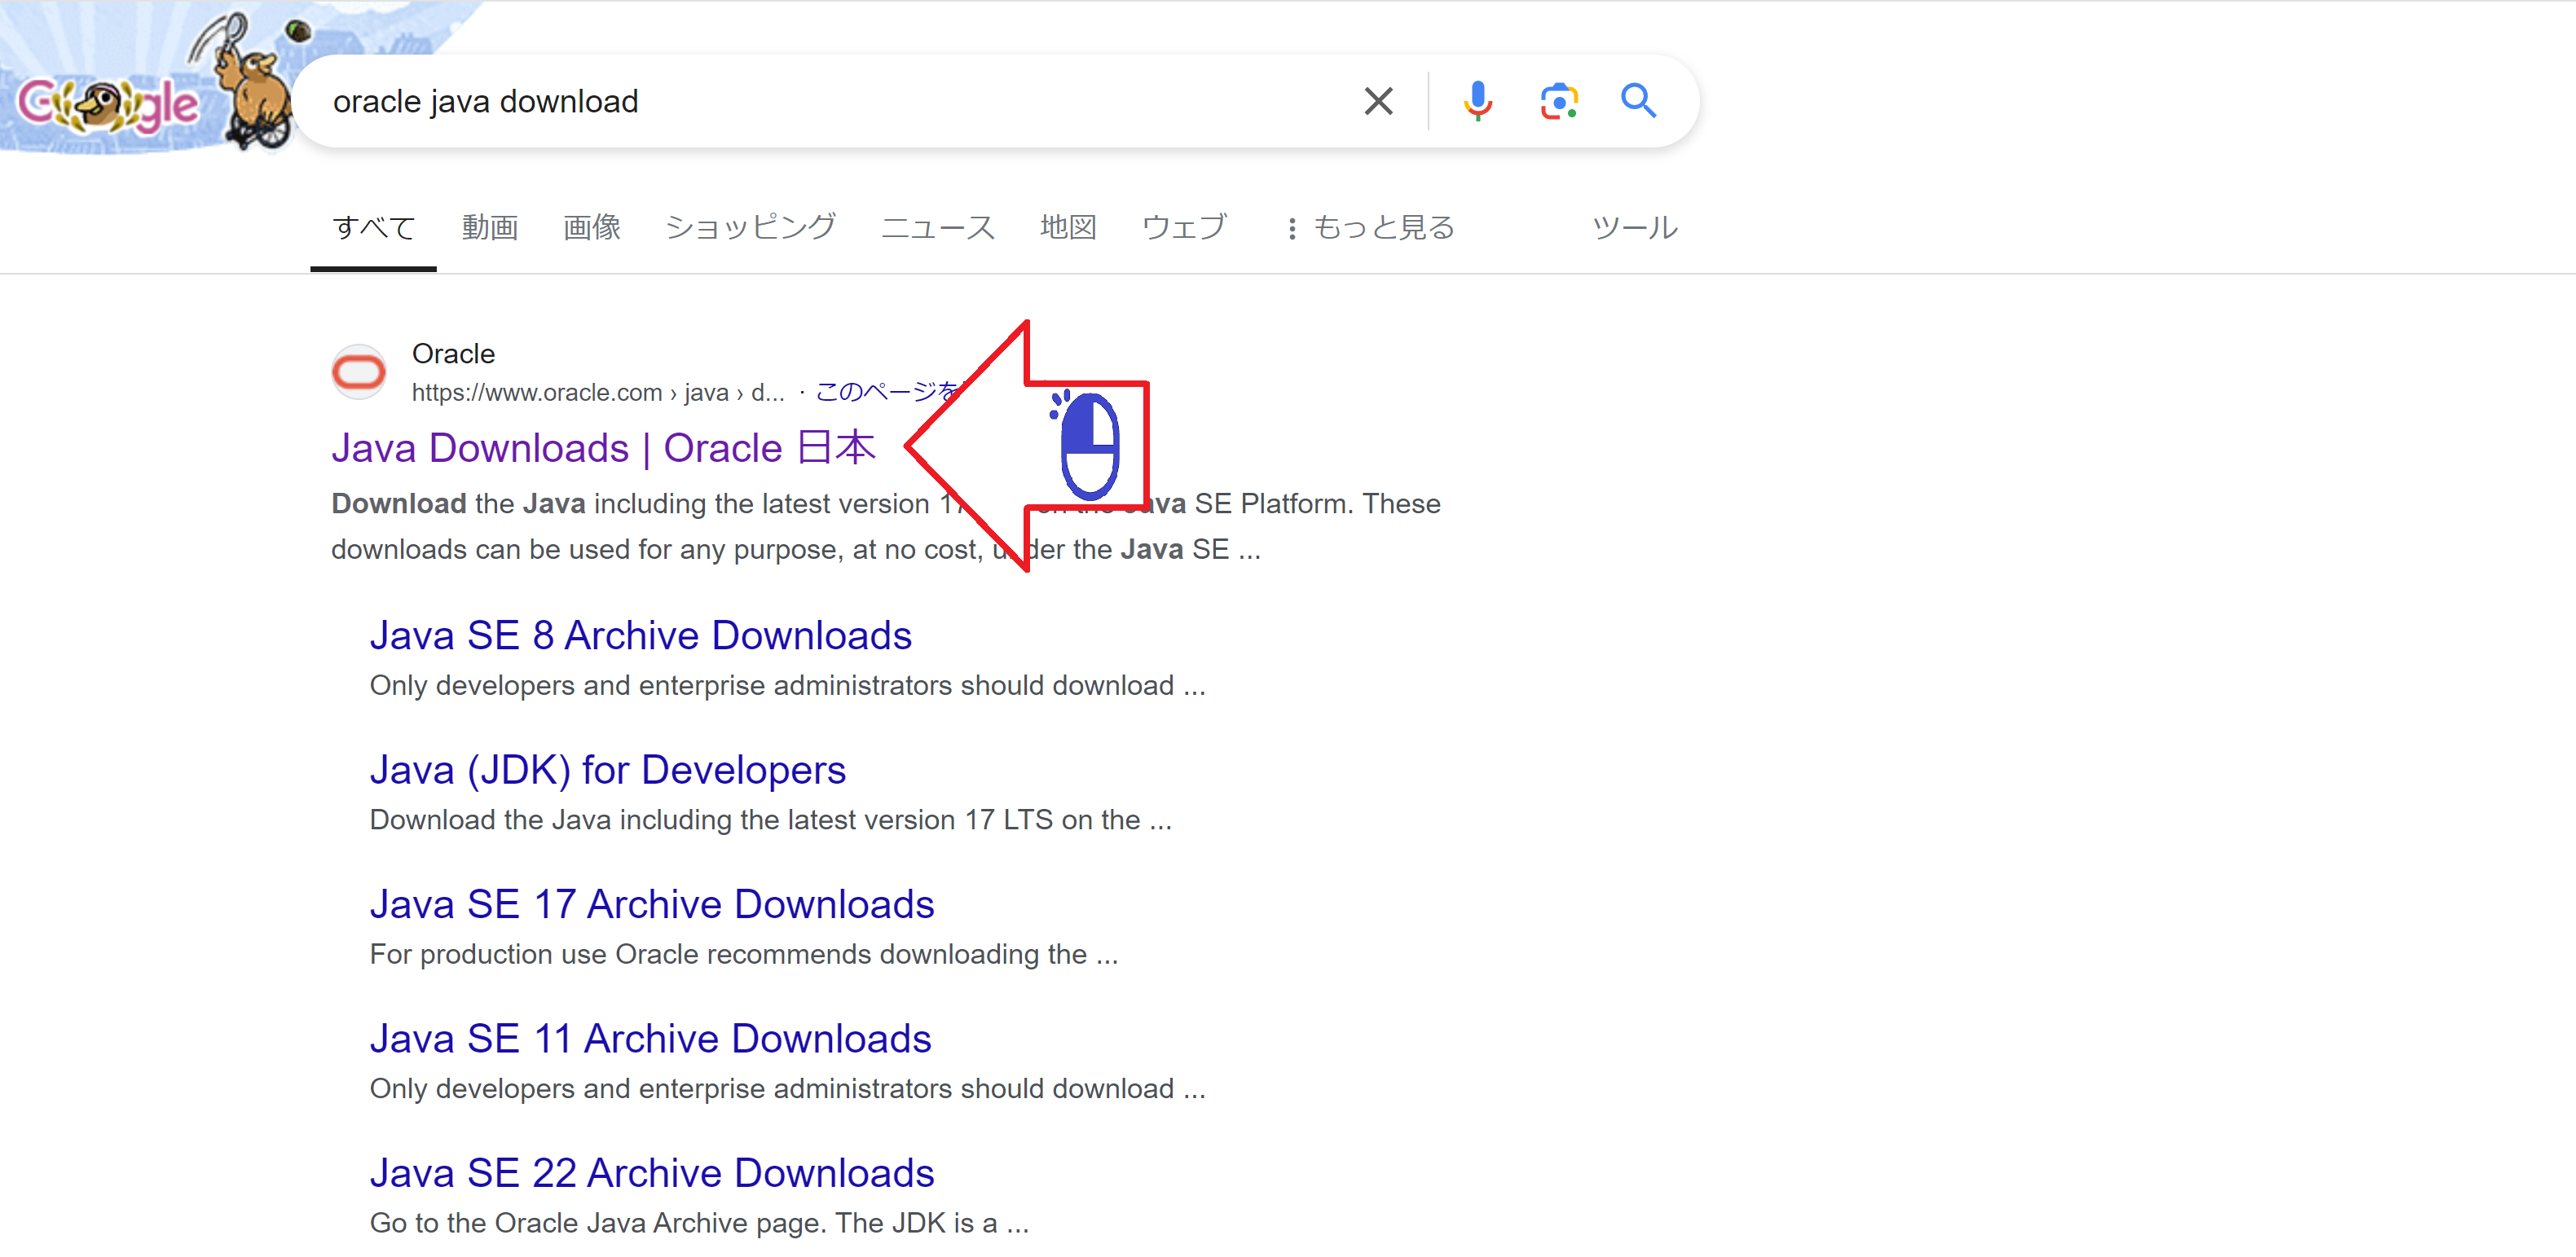 Google
oracle java download
すべて 動画 画像 ショッピング ニュース 地図 ウェブ もっと見る ツール
Oracle
https://www.oracle.com › java › d... · このページを
Java Downloads | Oracle 日本
Download the Java including the latest version 17 on the Java SE Platform. These
downloads can be used for any purpose, at no cost, under the Java SE ...
Java SE 8 Archive Downloads
Only developers and enterprise administrators should download ...
Java (JDK) for Developers
Download the Java including the latest version 17 LTS on the ...
Java SE 17 Archive Downloads
For production use Oracle recommends downloading the ...
Java SE 11 Archive Downloads
Only developers and enterprise administrators should download ...
Java SE 22 Archive Downloads
Go to the Oracle Java Archive page. The JDK is a ...